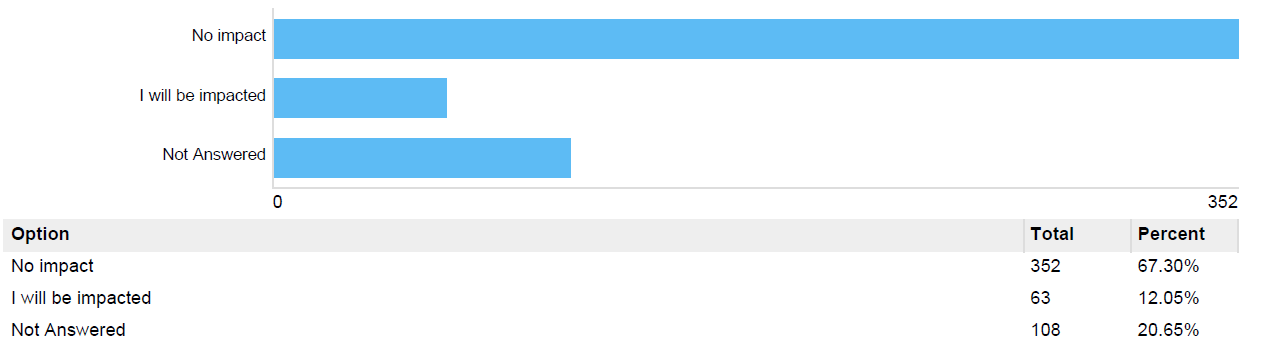 No impact
I will be impacted
Not Answered
0 352
Option Total Percent
No impact 352 67.30%
I will be impacted 63 12.05%
Not Answered 108 20.65%